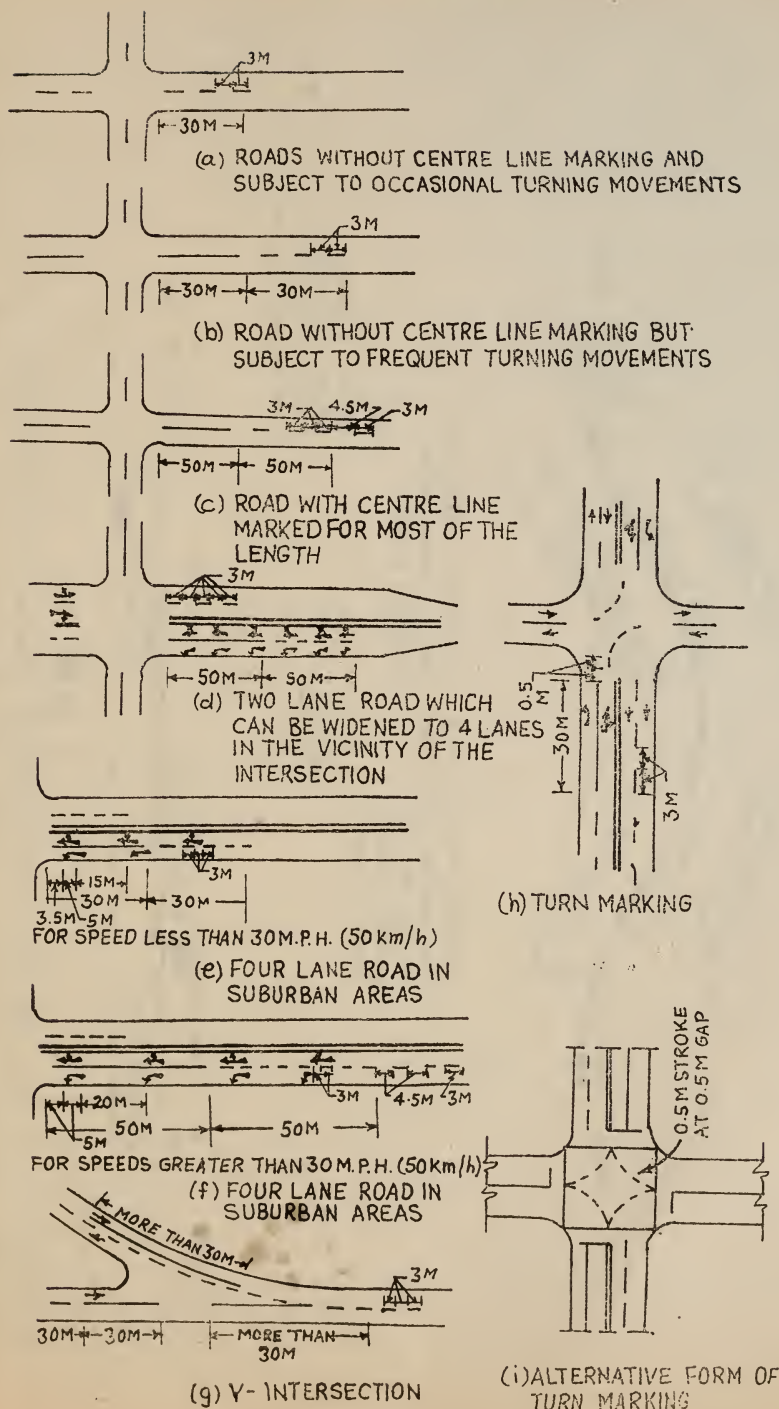 3M
30M
(a) ROADS WITHOUT CENTRE LINE MARKING AND
SUBJECT TO OCCASIONAL TURNING MOVEMENTS
3M
30M 30M
(b) ROAD WITHOUT CENTRE LINE MARKING BUT
SUBJECT TO FREQUENT TURNING MOVEMENTS
3M 4.5M 3M
50M 50M
(c) ROAD WITH CENTRE LINE
MARKED FOR MOST OF THE
LENGTH
3M
50M 50M
(d) TWO LANE ROAD WHICH
CAN BE WIDENED TO 4 LANES
IN THE VICINITY OF THE
INTERSECTION
3M
15M
30M 30M
3.5M 5M
FOR SPEED LESS THAN 30M.P.H. (50 km/h)
(e) FOUR LANE ROAD IN
SUBURBAN AREAS
20M 3M 4.5M 3M
5M 50M 50M
FOR SPEEDS GREATER THAN 30M.P.H. (50 km/h)
(f) FOUR LANE ROAD IN
SUBURBAN AREAS
MORE THAN 30M
3M
30M 30M MORE THAN
30M
(g) Y-INTERSECTION
0.5
M
30M
3M
(h) TURN MARKING
0.5M STROKE
AT 0.5M GAP
(i) ALTERNATIVE FORM OF
TURN MARKING